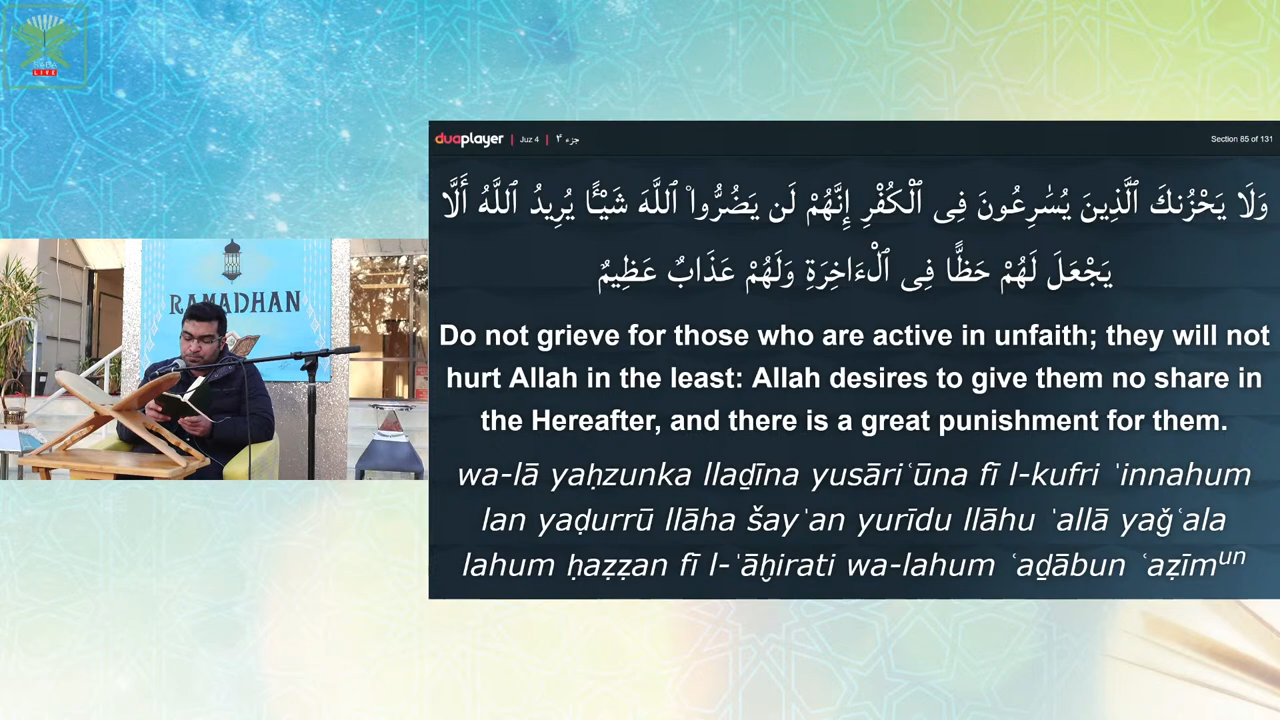 LIVE
RAMADHAN
duaplayer | Juz 4 | جزء ۴
Section 85 of 131
وَلَا يَحْزُنكَ ٱلَّذِينَ يُسَٰرِعُونَ فِى ٱلْكُفْرِ إِنَّهُمْ لَن يَضُرُّوا۟ ٱللَّهَ شَيْـًٔا يُرِيدُ ٱللَّهُ أَلَّا
يَجْعَلَ لَهُمْ حَظًّا فِى ٱلْءَاخِرَةِ وَلَهُمْ عَذَابٌ عَظِيمٌ
Do not grieve for those who are active in unfaith; they will not
hurt Allah in the least: Allah desires to give them no share in
the Hereafter, and there is a great punishment for them.
wa-lā yaḥzunka llaḏīna yusāriʿūna fī l-kufri ʾinnahum
lan yaḍurrū llāha šayʾan yurīdu llāhu ʾallā yaǧʿala
lahum ḥaẓẓan fī l-ʾāḫirati wa-lahum ʿaḏābun ʿaẓīmᵘⁿ